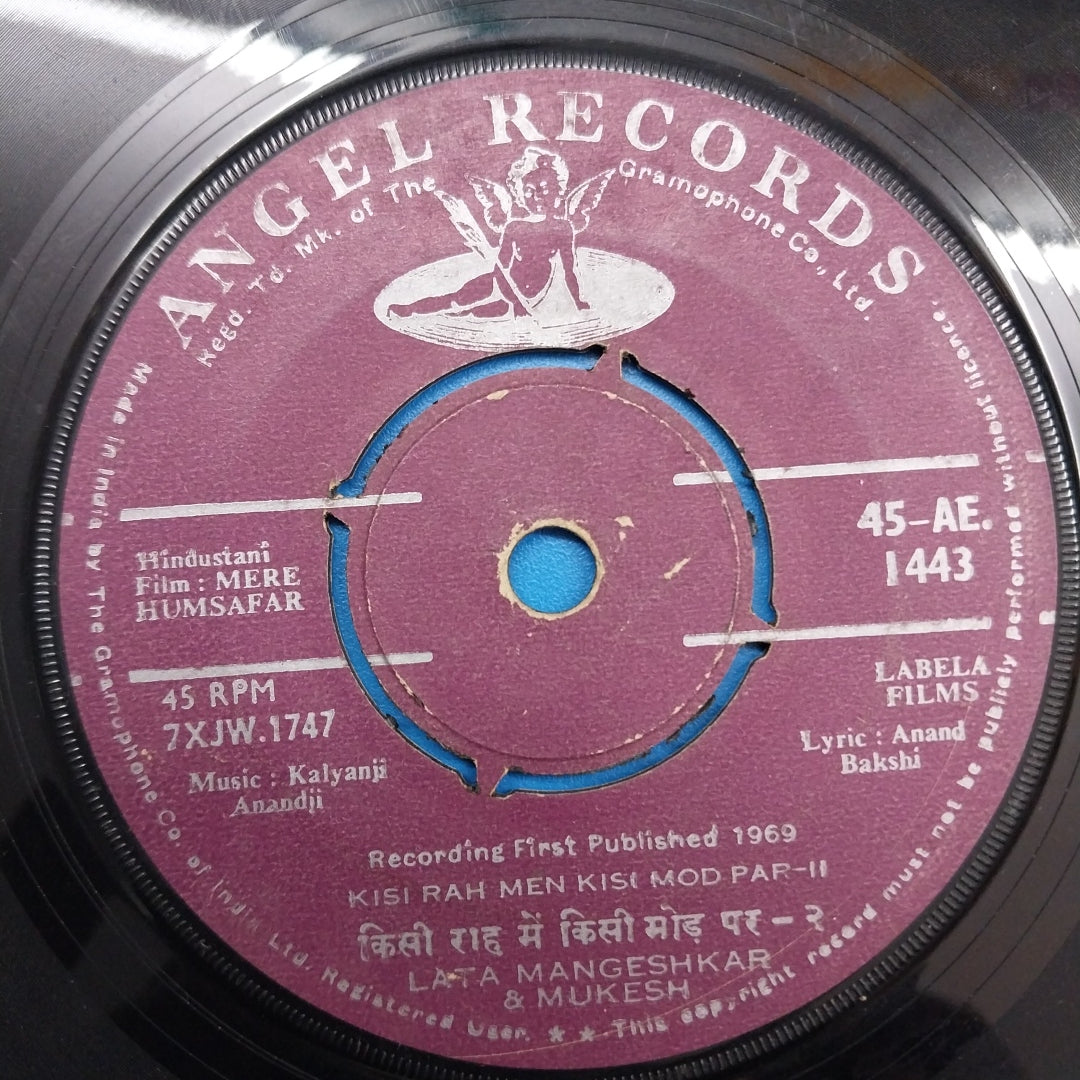 ANGEL RECORDS
Regd. Td. Mk. of The Gramophone Co., Ltd.
45-AE.
1443
Hindustani
Film : MERE
HUMSAFAR
45 RPM
7XJW.1747
LABELA
FILMS
Music : Kalyanji
Anandji
Lyric : Anand
Bakshi
Recording First Published 1969
KISI RAH MEN KISI MOD PAR-II
किसी राह में किसी मोड़ पर - २
LATA MANGESHKAR
& MUKESH
Made in India by The Gramophone Co. of India Ltd. Registered User. ★ ★ This copyright record must not be publicly performed without licence.